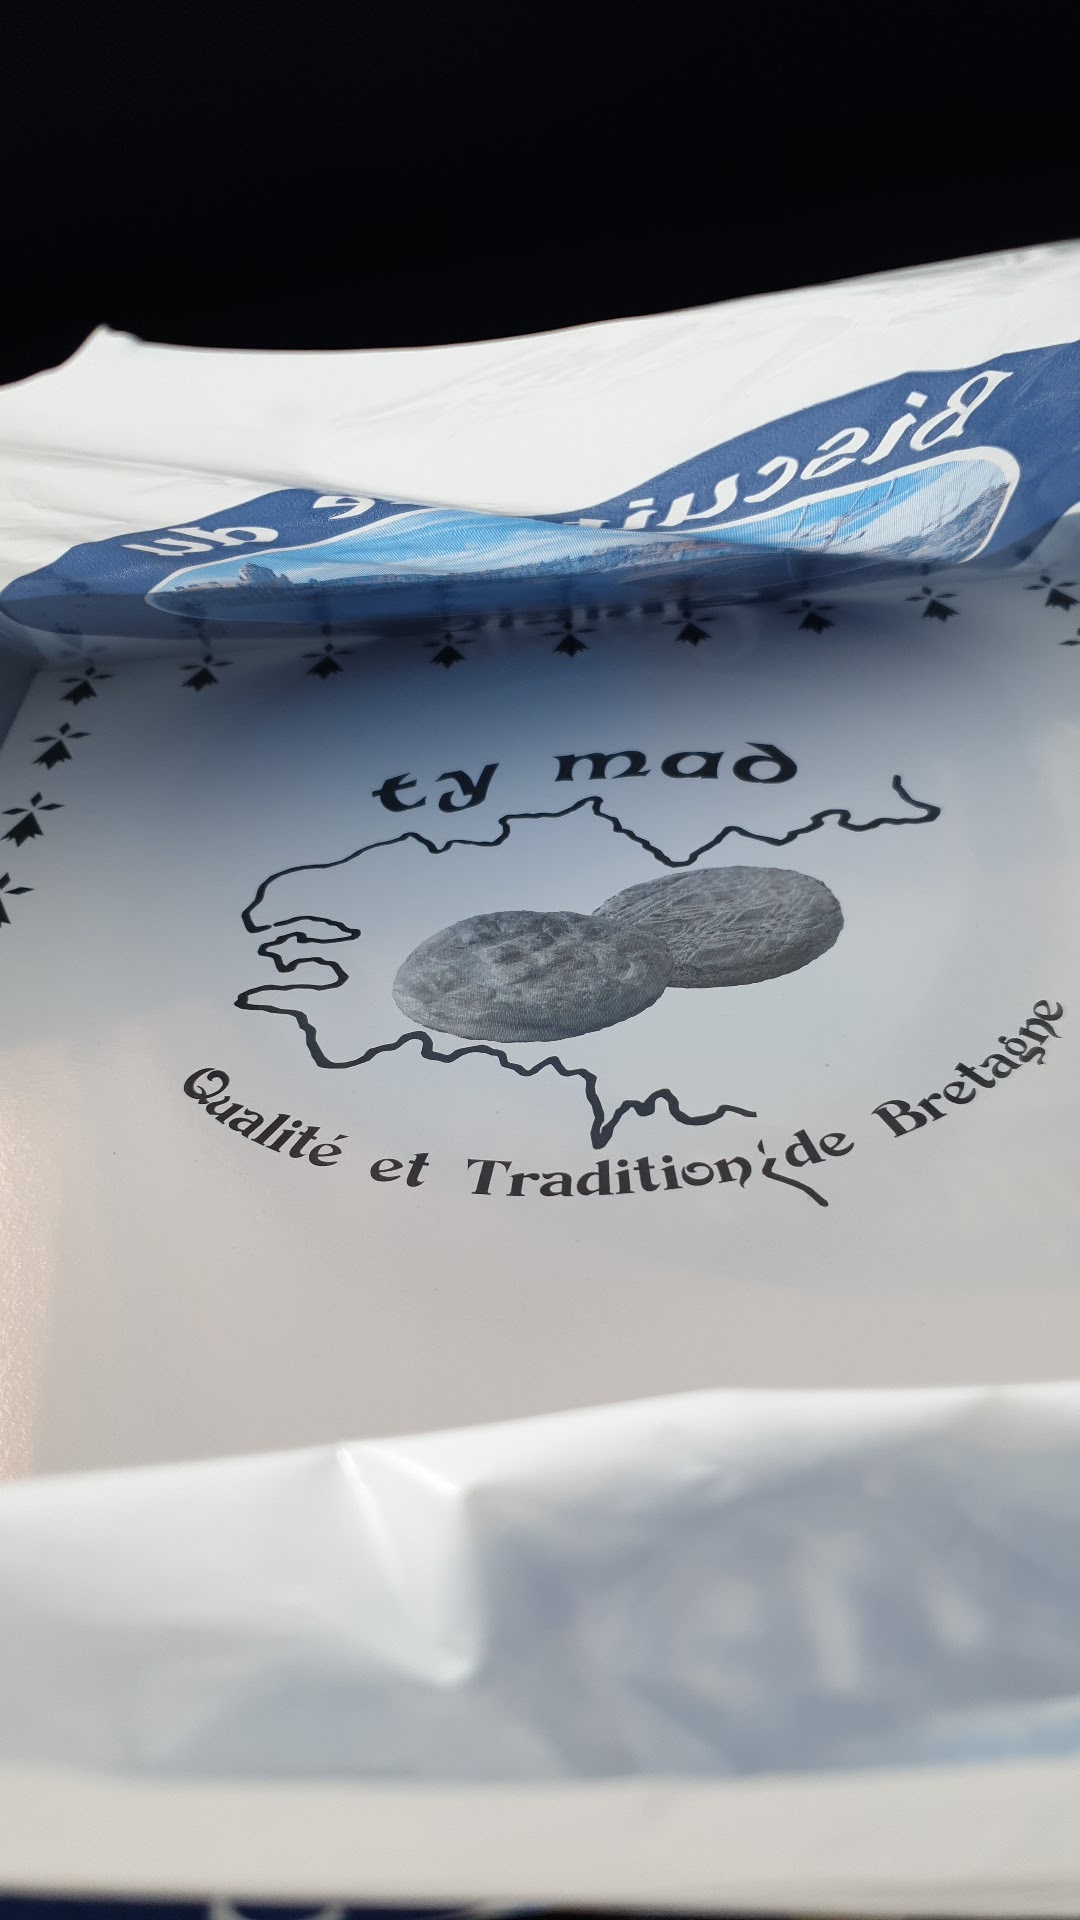 Biscui
du
ty mad
Qualité et Tradition de Bretagne